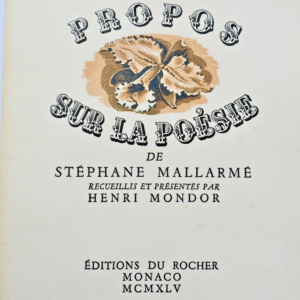 PROPOS
SUR LA POÉSIE
DE
STÉPHANE MALLARMÉ
RECUEILLIS ET PRÉSENTÉS PAR
HENRI MONDOR
ÉDITIONS DU ROCHER
MONACO
MCMXLV